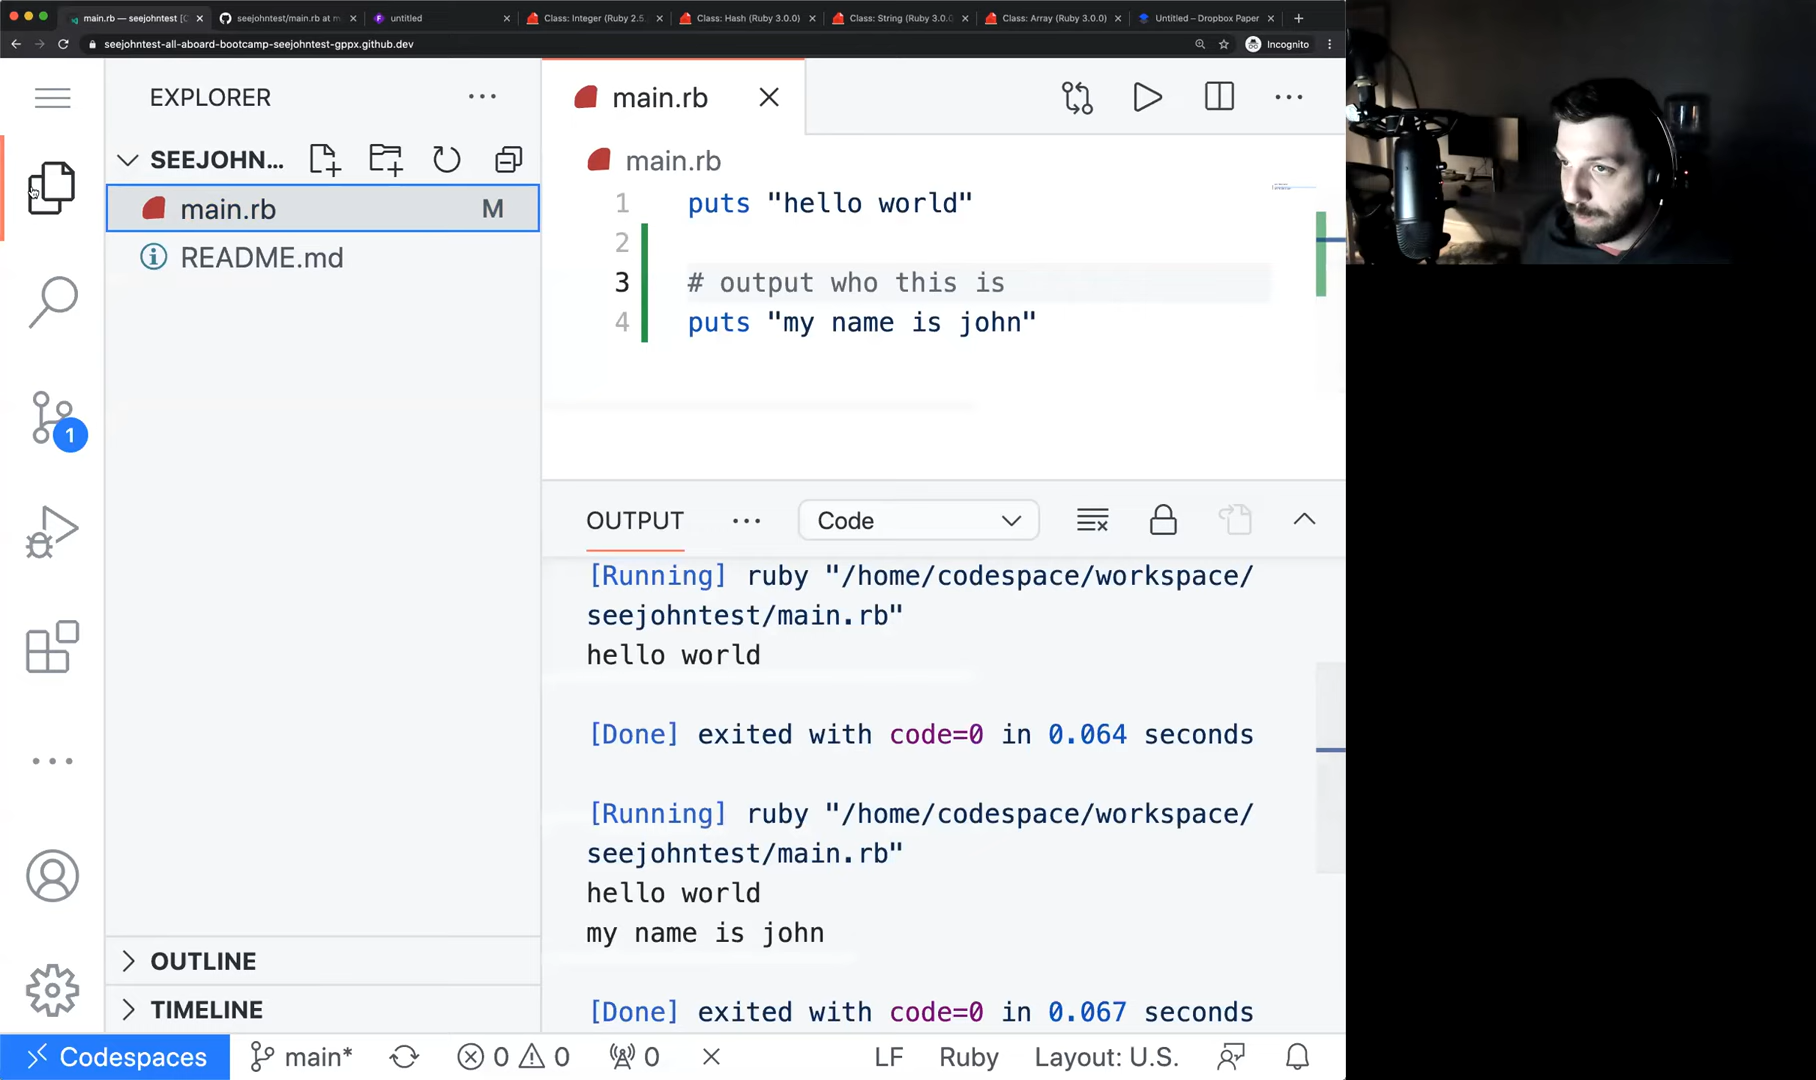 main.rb — seejohntest [C
seejohntest/main.rb at m
untitled
Class: Integer (Ruby 2.5.
Class: Hash (Ruby 3.0.0)
Class: String (Ruby 3.0.0
Class: Array (Ruby 3.0.0)
Untitled – Dropbox Paper
seejohntest-all-aboard-bootcamp-seejohntest-gppx.github.dev
Incognito
EXPLORER
SEEJOHN...
main.rb M
README.md
1
OUTLINE
TIMELINE
main.rb
main.rb
1 puts "hello world"
2
3 # output who this is
4 puts "my name is john"
OUTPUT
Code
[Running] ruby "/home/codespace/workspace/
seejohntest/main.rb"
hello world
[Done] exited with code=0 in 0.064 seconds
[Running] ruby "/home/codespace/workspace/
seejohntest/main.rb"
hello world
my name is john
[Done] exited with code=0 in 0.067 seconds
Codespaces main* 0 0 0 LF Ruby Layout: U.S.